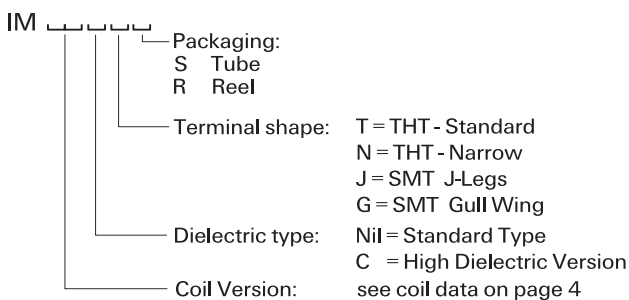 IM
Packaging:
S Tube
R Reel
Terminal shape: T = THT - Standard
N = THT - Narrow
J = SMT J-Legs
G = SMT Gull Wing
Dielectric type: Nil = Standard Type
C = High Dielectric Version
Coil Version: see coil data on page 4